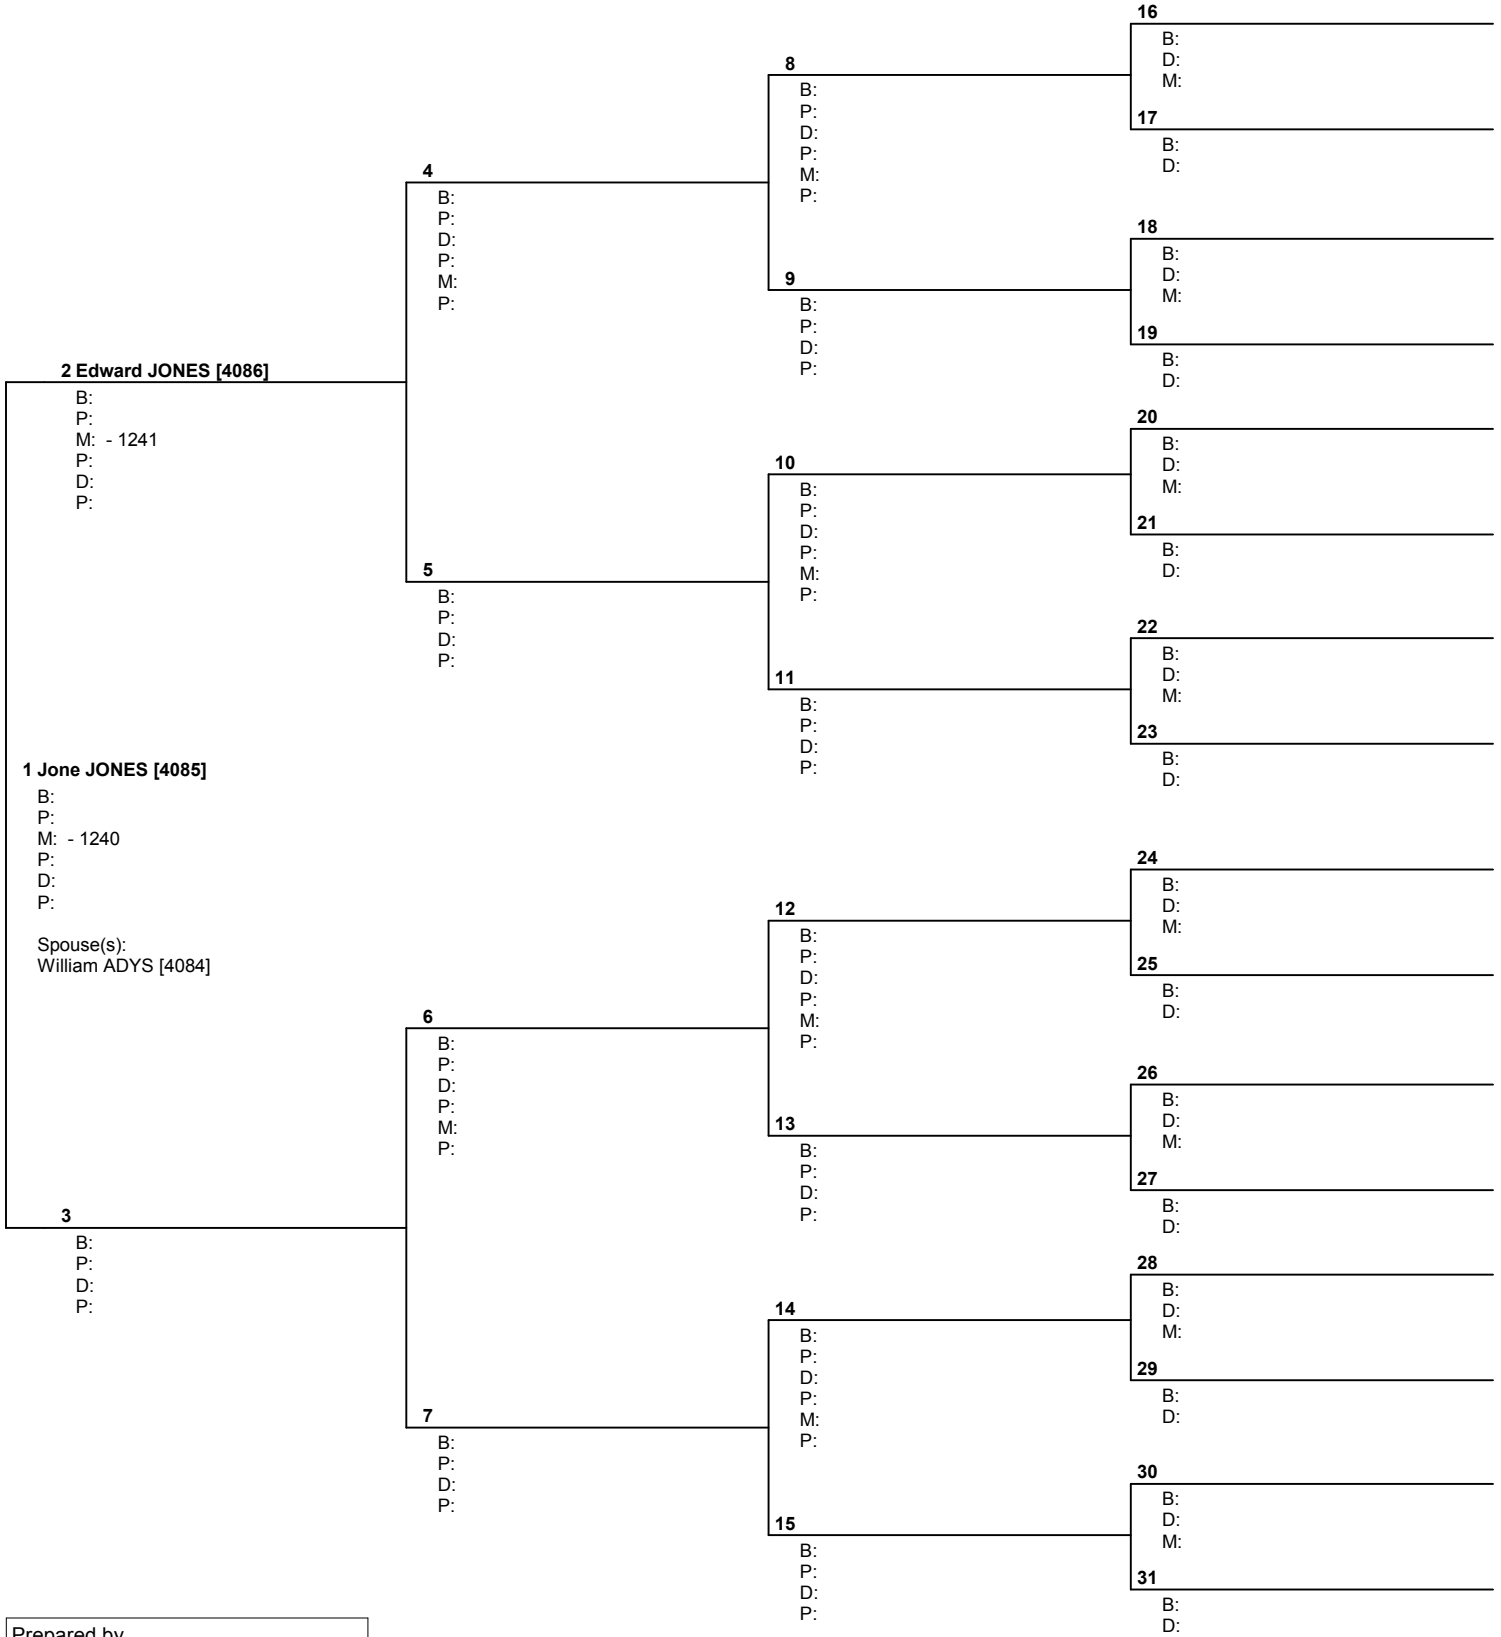 16
B:
D:
M:
8
B:
P:
D:
P:
M:
P:
17
B:
D:
4
B:
P:
D:
P:
M:
P:
18
B:
D:
M:
9
B:
P:
D:
P:
19
B:
D:
2 Edward JONES [4086]
B:
P:
M: - 1241
P:
D:
P:
20
B:
D:
M:
10
B:
P:
D:
P:
M:
P:
21
B:
D:
5
B:
P:
D:
P:
22
B:
D:
M:
11
B:
P:
D:
P:
23
B:
D:
1 Jone JONES [4085]
B:
P:
M: - 1240
P:
D:
P:
Spouse(s):
William ADYS [4084]
24
B:
D:
M:
12
B:
P:
D:
P:
M:
P:
25
B:
D:
6
B:
P:
D:
P:
M:
P:
26
B:
D:
M:
13
B:
P:
D:
P:
27
B:
D:
3
B:
P:
D:
P:
28
B:
D:
M:
14
B:
P:
D:
P:
M:
P:
29
B:
D:
7
B:
P:
D:
P:
30
B:
D:
M:
15
B:
P:
D:
P:
31
B:
D:
Prepared by